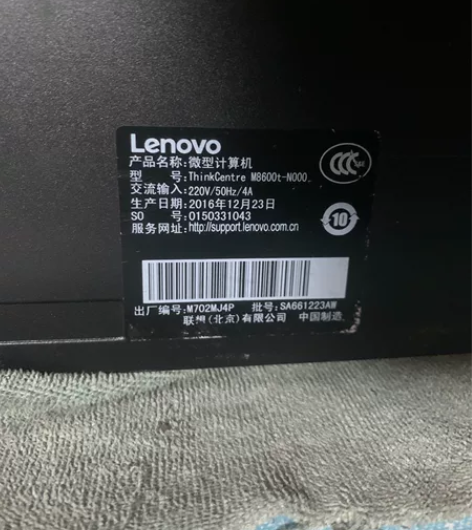 Lenovo
产品名称:微型计算机
型 号:ThinkCentre M8600t-N000
交流输入:220V/50Hz/4A
生产日期:2016年12月23日
SO 号:0150331043
服务网址:http://support.lenovo.com.cn
CCC
10
出厂编号:M702MJ4P 批号:SA661223AW
联想(北京)有限公司 中国制造